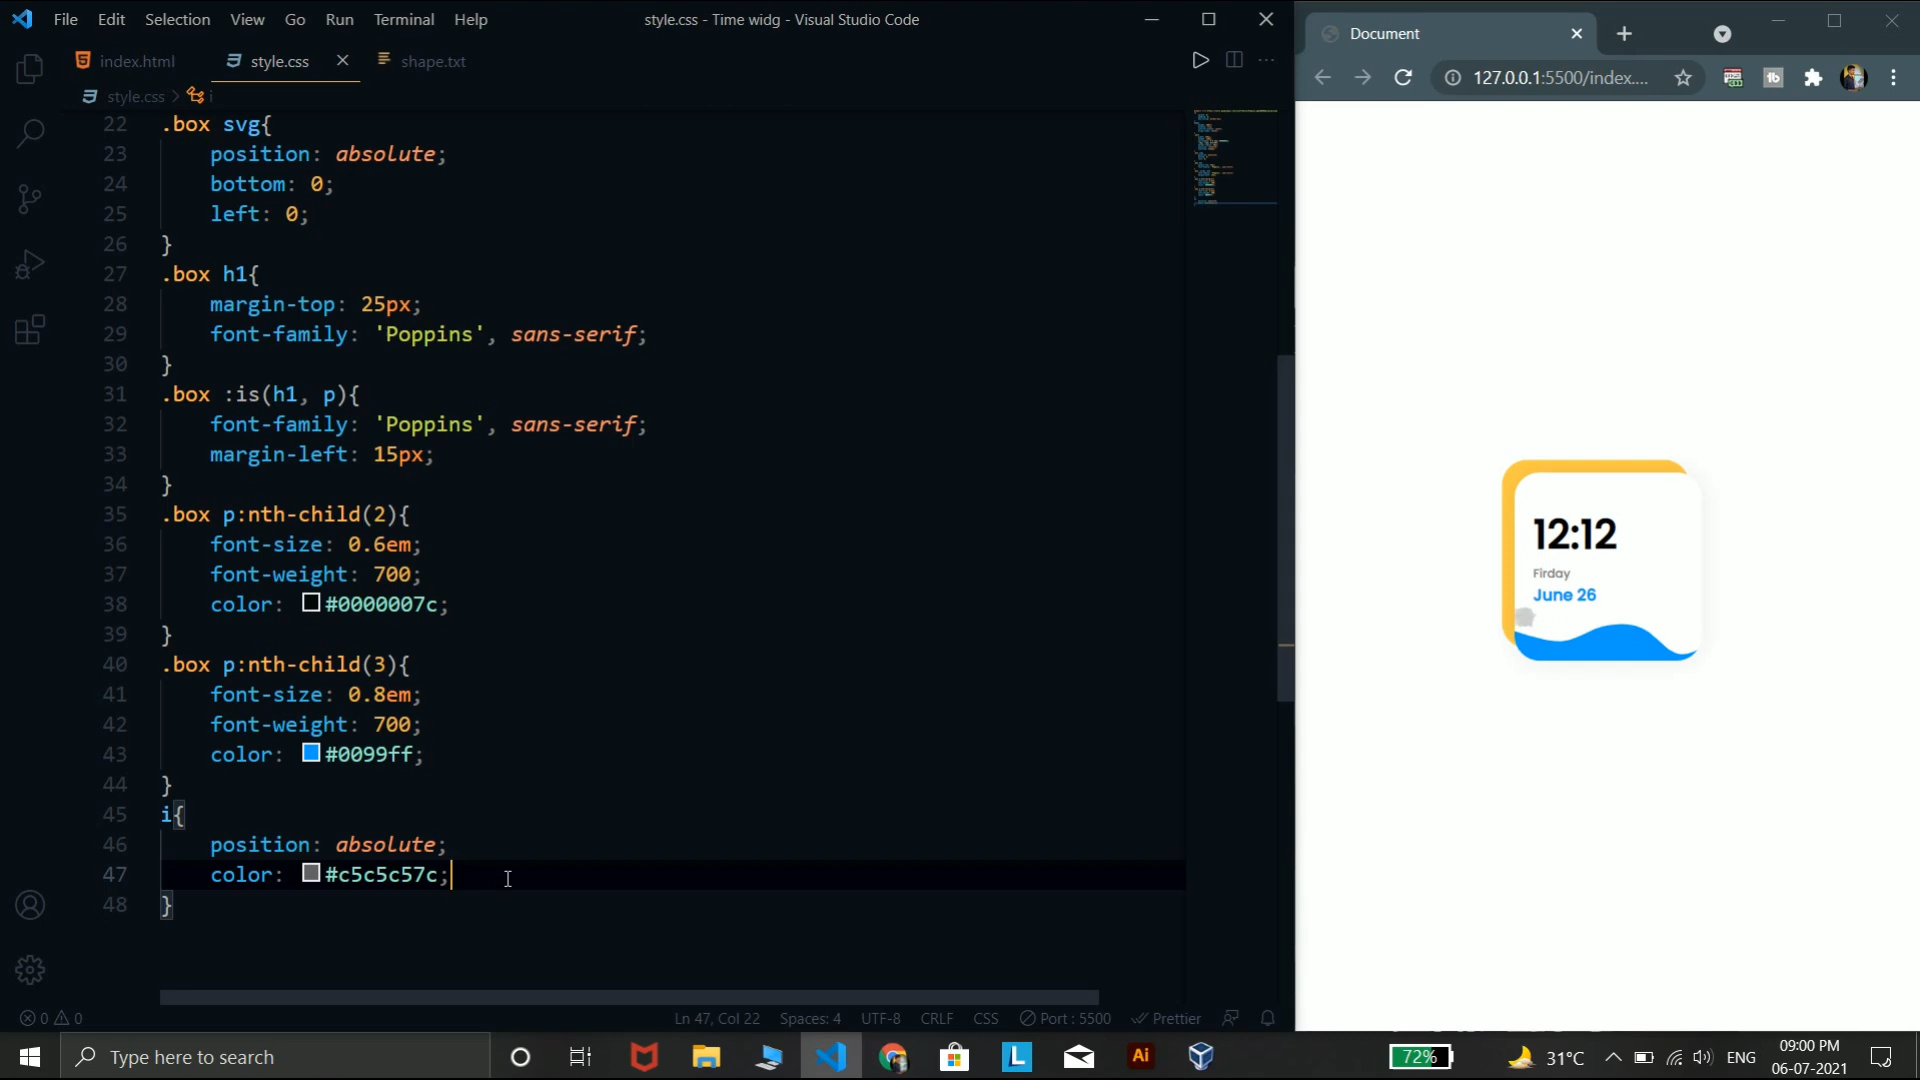 File Edit Selection View Go Run Terminal Help
style.css - Time widg - Visual Studio Code
index.html style.css shape.txt
style.css > i
22 .box svg{
23 position: absolute;
24 bottom: 0;
25 left: 0;
26 }
27 .box h1{
28 margin-top: 25px;
29 font-family: 'Poppins', sans-serif;
30 }
31 .box :is(h1, p){
32 font-family: 'Poppins', sans-serif;
33 margin-left: 15px;
34 }
35 .box p:nth-child(2){
36 font-size: 0.6em;
37 font-weight: 700;
38 color: #0000007c;
39 }
40 .box p:nth-child(3){
41 font-size: 0.8em;
42 font-weight: 700;
43 color: #0099ff;
44 }
45 i{
46 position: absolute;
47 color: #c5c5c57c;
48 }
0 0 Ln 47, Col 22 Spaces: 4 UTF-8 CRLF CSS Port : 5500 Prettier
Document
127.0.0.1:5500/index....
12:12
Firday
June 26
Type here to search
L
Ai
72%
31°C
ENG
09:00 PM
06-07-2021